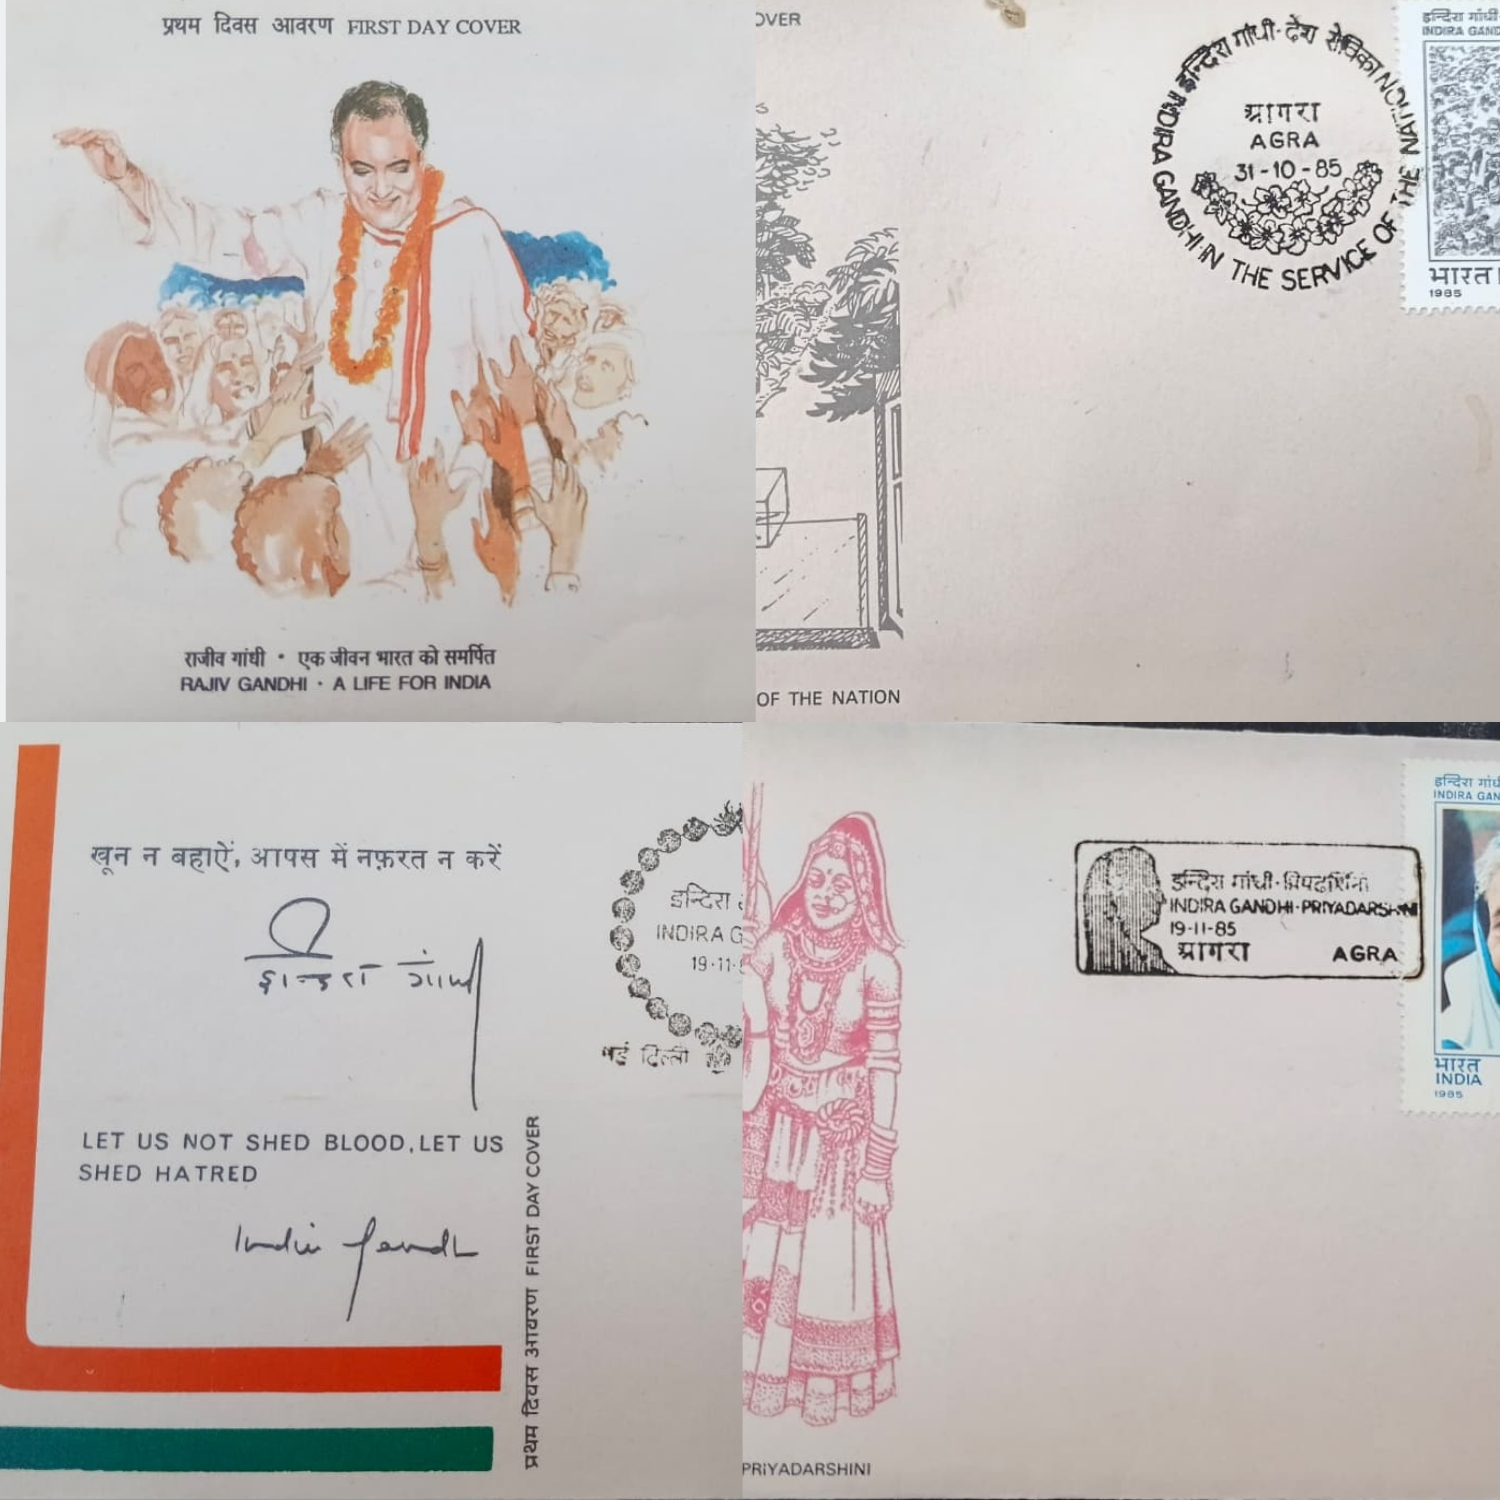 प्रथम दिवस आवरण FIRST DAY COVER
राजीव गांधी • एक जीवन भारत को समर्पित
RAJIV GANDHI • A LIFE FOR INDIA
OVER
इन्दिरा गांधी·देश सेविका
INDIRA GANDHI·IN THE SERVICE OF THE NATION
आगरा
AGRA
31-10-85
इन्दिरा गांधी
INDIRA GAND
भारत
1985
OF THE NATION
खून न बहाऐं, आपस में नफ़रत न करें
इन्दिरा गांधी
LET US NOT SHED BLOOD, LET US
SHED HATRED
Indira Gandhi
प्रथम दिवस आवरण FIRST DAY COVER
इन्दिरा
INDIRA G
19·11·
नई दिल्ली
इन्दिरा गांधी·प्रियदर्शिनी
INDIRA GANDHI·PRIYADARSHINI
19-11-85
आगरा AGRA
इन्दिरा गांधी
INDIRA GAN
भारत
INDIA
1985
PRIYADARSHINI